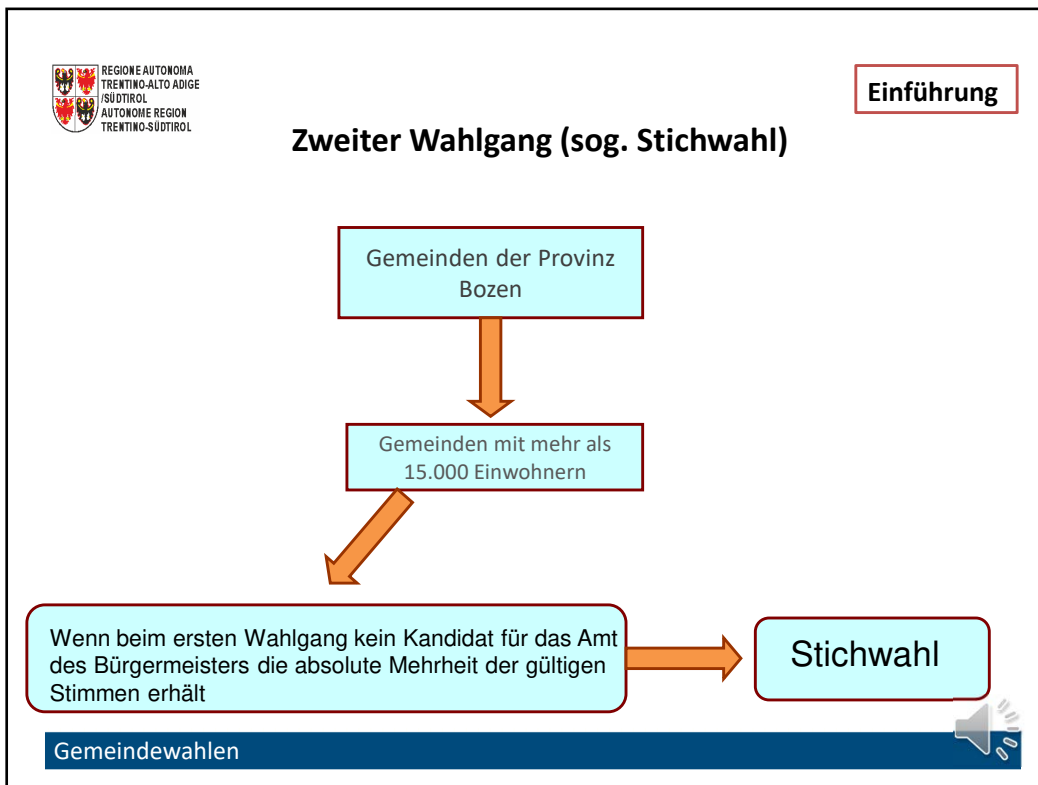 REGIONE AUTONOMA
TRENTINO-ALTO ADIGE
/SÜDTIROL
AUTONOME REGION
TRENTINO-SÜDTIROL
Einführung
Zweiter Wahlgang (sog. Stichwahl)
Gemeinden der Provinz
Bozen
Gemeinden mit mehr als
15.000 Einwohnern
Wenn beim ersten Wahlgang kein Kandidat für das Amt
des Bürgermeisters die absolute Mehrheit der gültigen
Stimmen erhält
Stichwahl
Gemeindewahlen